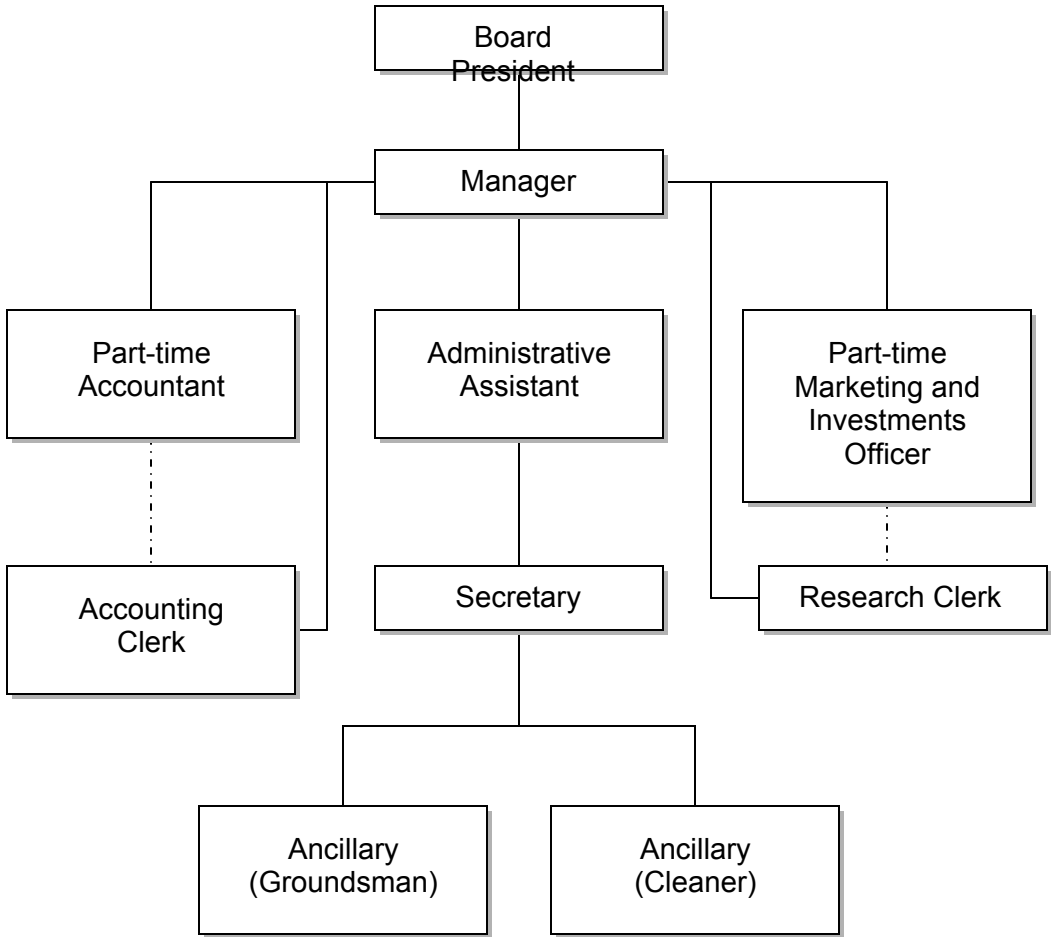 Board
President
Manager
Part-time
Accountant
Administrative
Assistant
Part-time
Marketing and
Investments
Officer
Accounting
Clerk
Secretary
Research Clerk
Ancillary
(Groundsman)
Ancillary
(Cleaner)